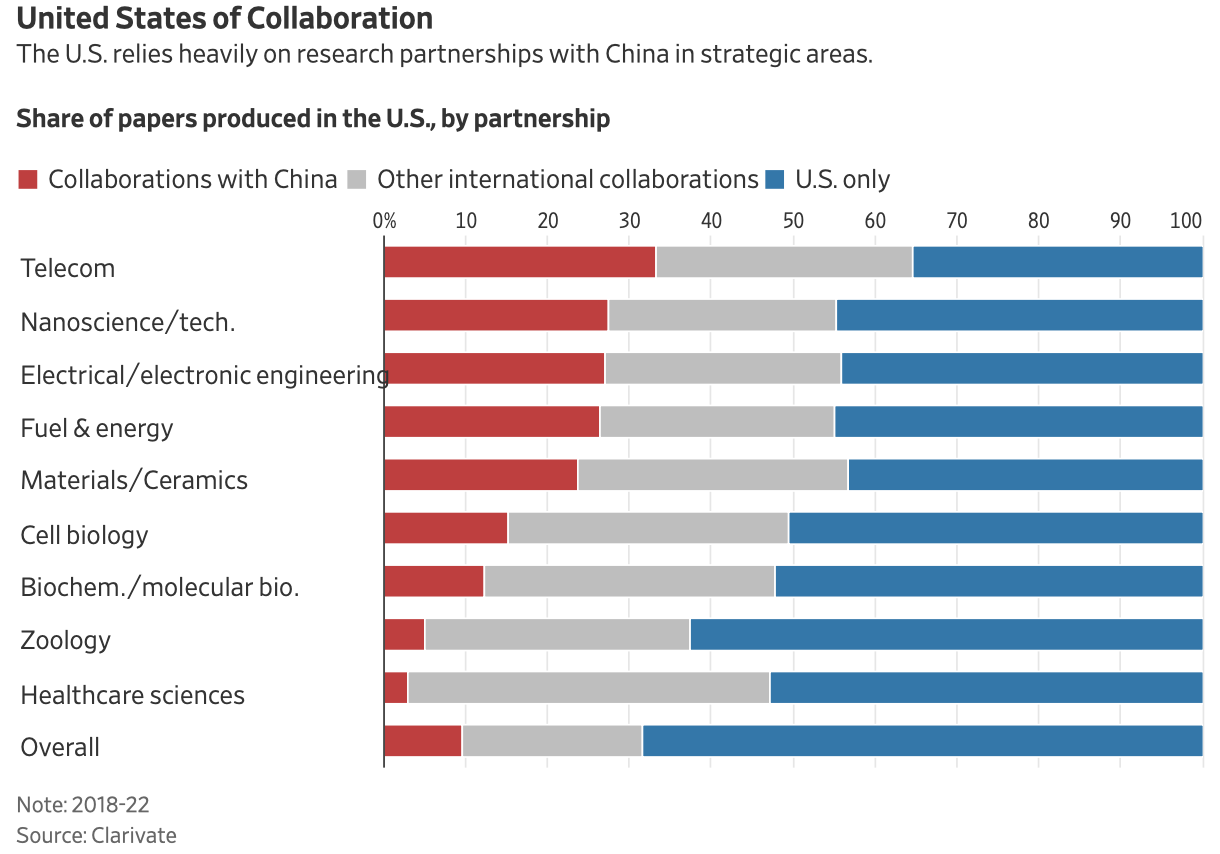 United States of Collaboration
The U.S. relies heavily on research partnerships with China in strategic areas.
Share of papers produced in the U.S., by partnership
Collaborations with China Other international collaborations U.S. only
0% 10 20 30 40 50 60 70 80 90 100
Telecom
Nanoscience/tech.
Electrical/electronic engineering
Fuel & energy
Materials/Ceramics
Cell biology
Biochem./molecular bio.
Zoology
Healthcare sciences
Overall
Note: 2018-22
Source: Clarivate